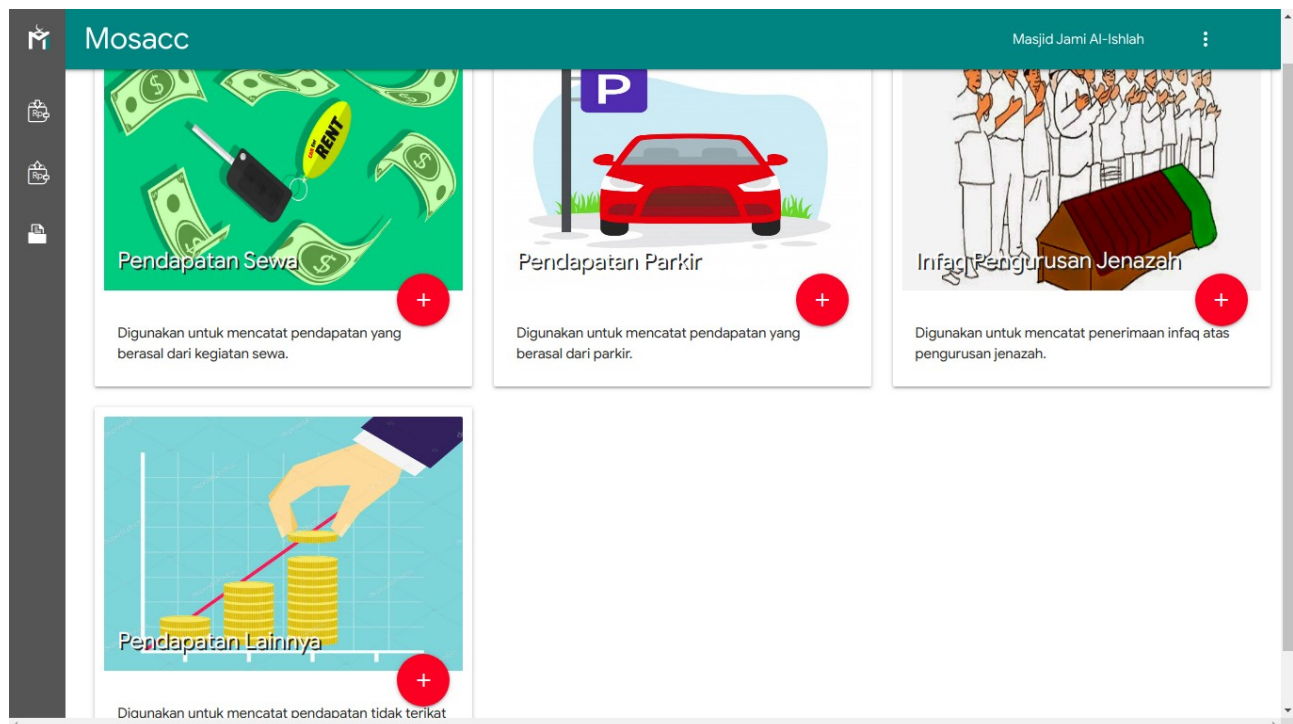 Mosacc
Masjid Jami Al-Ishlah
P
RENT
Pendapatan Sewa
Pendapatan Parkir
Infaq Pengurusan Jenazah
+
+
+
Digunakan untuk mencatat pendapatan yang
berasal dari kegiatan sewa.
Digunakan untuk mencatat pendapatan yang
berasal dari parkir.
Digunakan untuk mencatat penerimaan infaq atas
pengurusan jenazah.
Rp
Rp
Pendapatan Lainnya
+
Digunakan untuk mencatat pendapatan tidak terikat